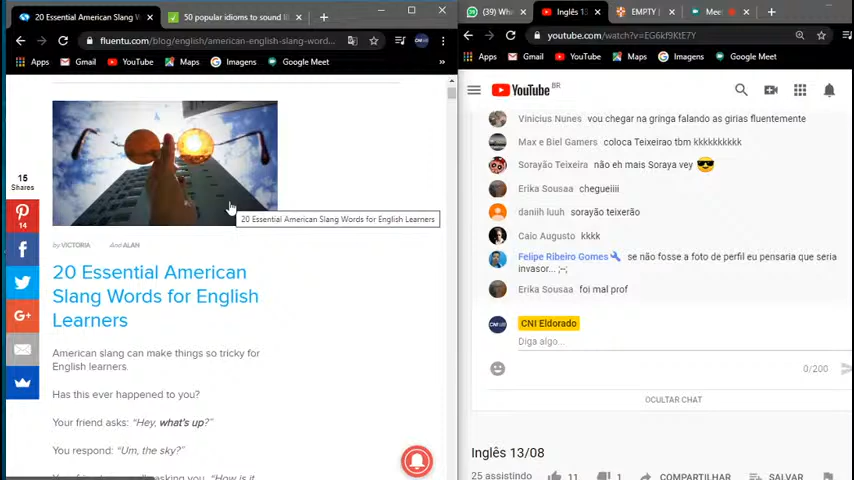 20 Essential American Slang W
50 popular idioms to sound li
fluentu.com/blog/english/american-english-slang-word...
Apps
Gmail
YouTube
Maps
Imagens
Google Meet
»
15
Shares
14
20 Essential American Slang Words for English Learners
by VICTORIA And ALAN
20 Essential American
Slang Words for English
Learners
American slang can make things so tricky for
English learners.
Has this ever happened to you?
Your friend asks: “Hey, what's up?”
You respond: “Um, the sky?”
(39) Wha
Inglês 13
EMPTY |
Mee
youtube.com/watch?v=EG6kf9KtE7Y
Apps
Gmail
YouTube
Maps
Imagens
Google Meet
YouTube BR
Vinicius Nunes vou chegar na gringa falando as girias fluentemente
Max e Biel Gamers coloca Teixeirao tbm kkkkkkkkkk
Sorayão Teixeira não eh mais Soraya vey
Erika Sousaa chegueiiii
daniih luuh sorayão teixerão
Caio Augusto kkkk
Felipe Ribeiro Gomes se não fosse a foto de perfil eu pensaria que seria
invasor... ;-;
Erika Sousaa foi mal prof
CNI Eldorado
Diga algo...
0/200
OCULTAR CHAT
Inglês 13/08
25 assistindo
11
1
COMPARTILHAR
SALVAR